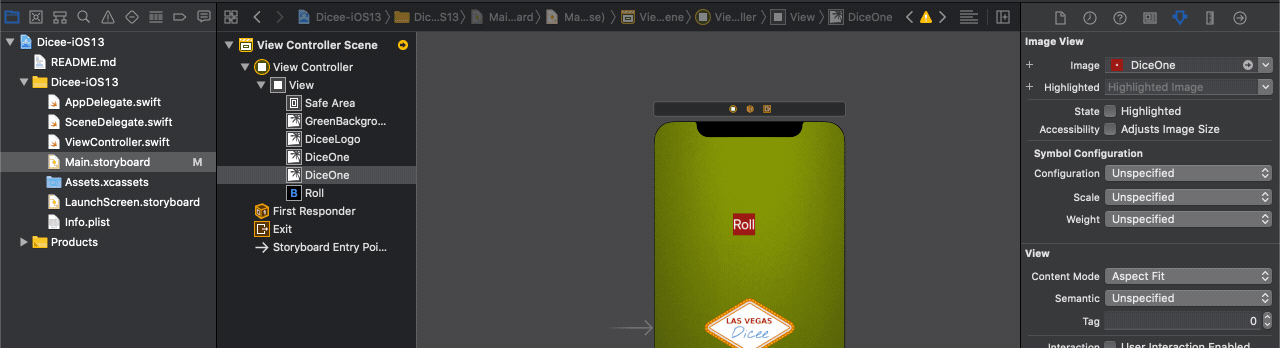 Dicee-iOS13
Dic...S13
Mai...ard
Ma...se)
Vie...ene
Vie...ller
View
DiceOne
Dicee-iOS13
README.md
Dicee-iOS13
AppDelegate.swift
SceneDelegate.swift
ViewController.swift
Main.storyboard M
Assets.xcassets
LaunchScreen.storyboard
Info.plist
Products
View Controller Scene
View Controller
View
Safe Area
GreenBackgro...
DiceeLogo
DiceOne
DiceOne
B Roll
First Responder
Exit
Storyboard Entry Poi...
Roll
LAS VEGAS
Dicee
Image View
Image DiceOne
Highlighted Highlighted Image
State Highlighted
Accessibility Adjusts Image Size
Symbol Configuration
Configuration Unspecified
Scale Unspecified
Weight Unspecified
View
Content Mode Aspect Fit
Semantic Unspecified
Tag 0
Interaction User Interaction Enabled